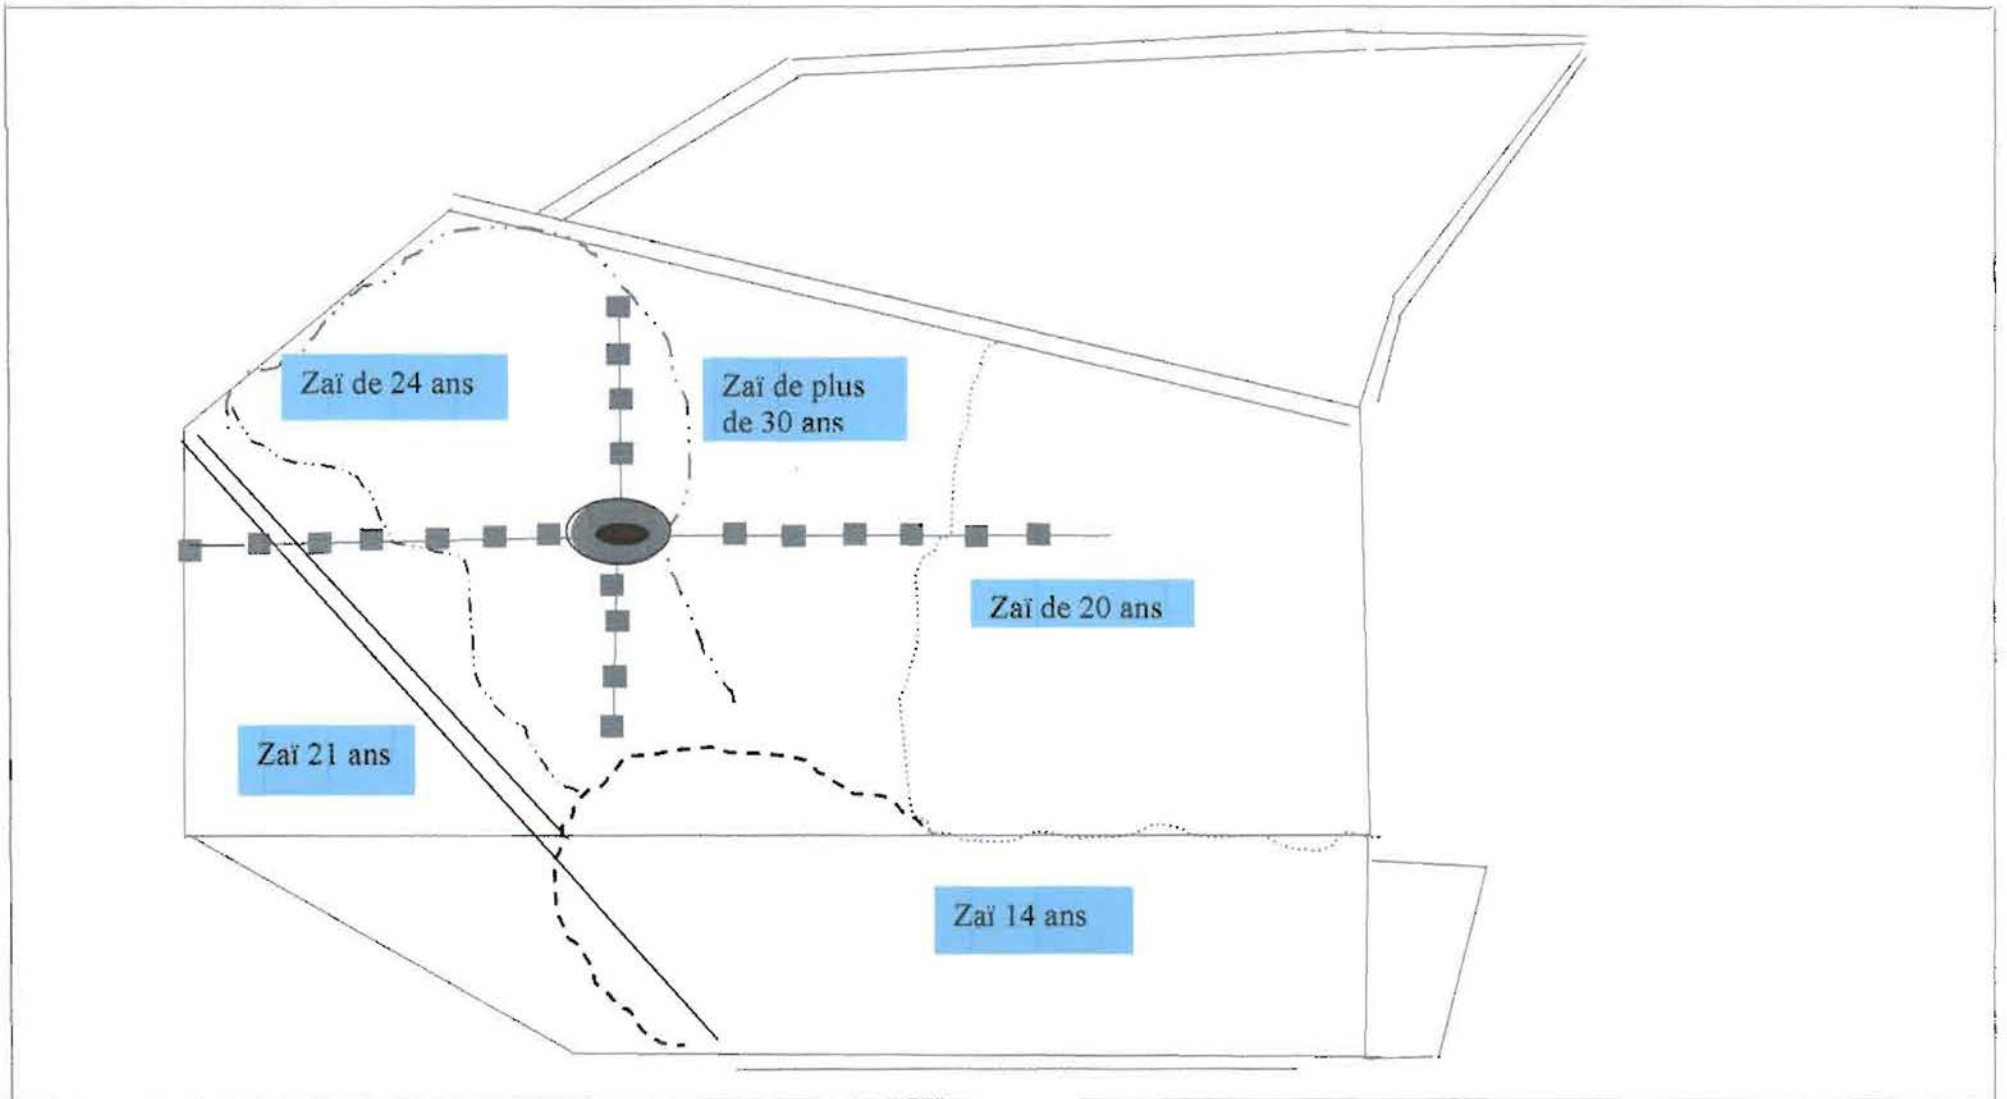 Zaï de 24 ans
Zaï de plus
de 30 ans
Zaï de 20 ans
Zaï 21 ans
Zaï 14 ans